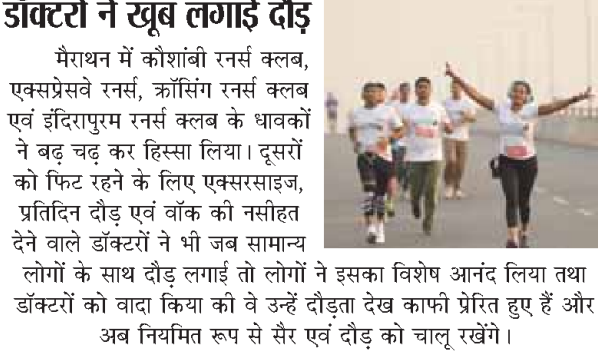 डॉक्टरों ने खूब लगाई दौड़
मैराथन में कौशांबी रनर्स क्लब,
एक्सप्रेसवे रनर्स, क्रॉसिंग रनर्स क्लब
एवं इंदिरापुरम रनर्स क्लब के धावकों
ने बढ़ चढ़ कर हिस्सा लिया। दूसरों
को फिट रहने के लिए एक्सरसाइज,
प्रतिदिन दौड़ एवं वॉक की नसीहत
देने वाले डॉक्टरों ने भी जब सामान्य
लोगों के साथ दौड़ लगाई तो लोगों ने इसका विशेष आनंद लिया तथा
डॉक्टरों को वादा किया की वे उन्हें दौड़ता देख काफी प्रेरित हुए हैं और
अब नियमित रूप से सैर एवं दौड़ को चालू रखेंगे।